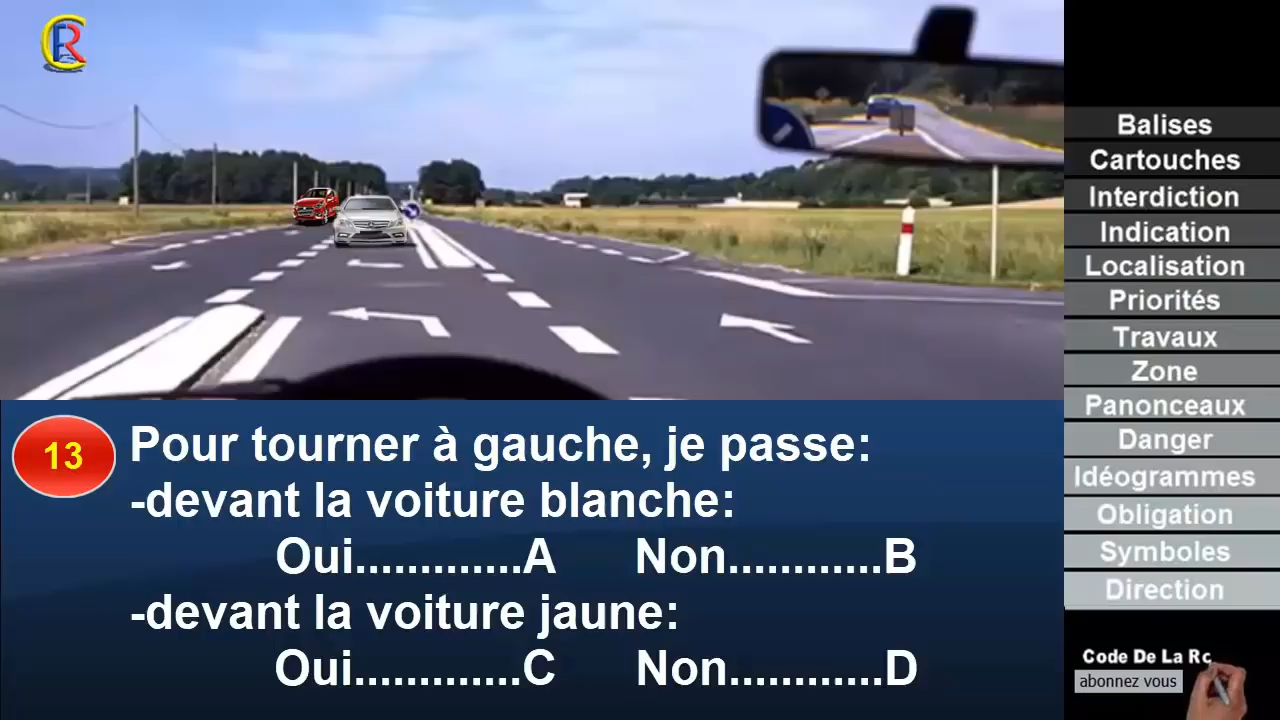 CFR
Balises
Cartouches
Interdiction
Indication
Localisation
Priorités
Travaux
Zone
Panonceaux
Danger
Idéogrammes
Obligation
Symboles
Direction
13
Pour tourner à gauche, je passe:
-devant la voiture blanche:
Oui.............A Non............B
-devant la voiture jaune:
Oui.............C Non............D
Code De La Rc
abonnez vous